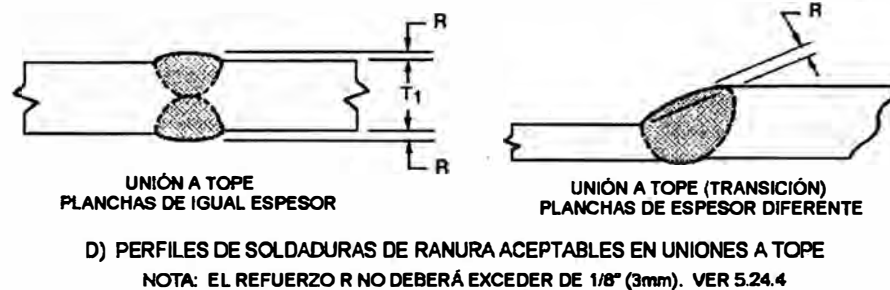 R
T1
R
UNIÓN A TOPE
PLANCHAS DE IGUAL ESPESOR
R
UNIÓN A TOPE (TRANSICIÓN)
PLANCHAS DE ESPESOR DIFERENTE
D) PERFILES DE SOLDADURAS DE RANURA ACEPTABLES EN UNIONES A TOPE
NOTA: EL REFUERZO R NO DEBERÁ EXCEDER DE 1/8" (3mm). VER 5.24.4